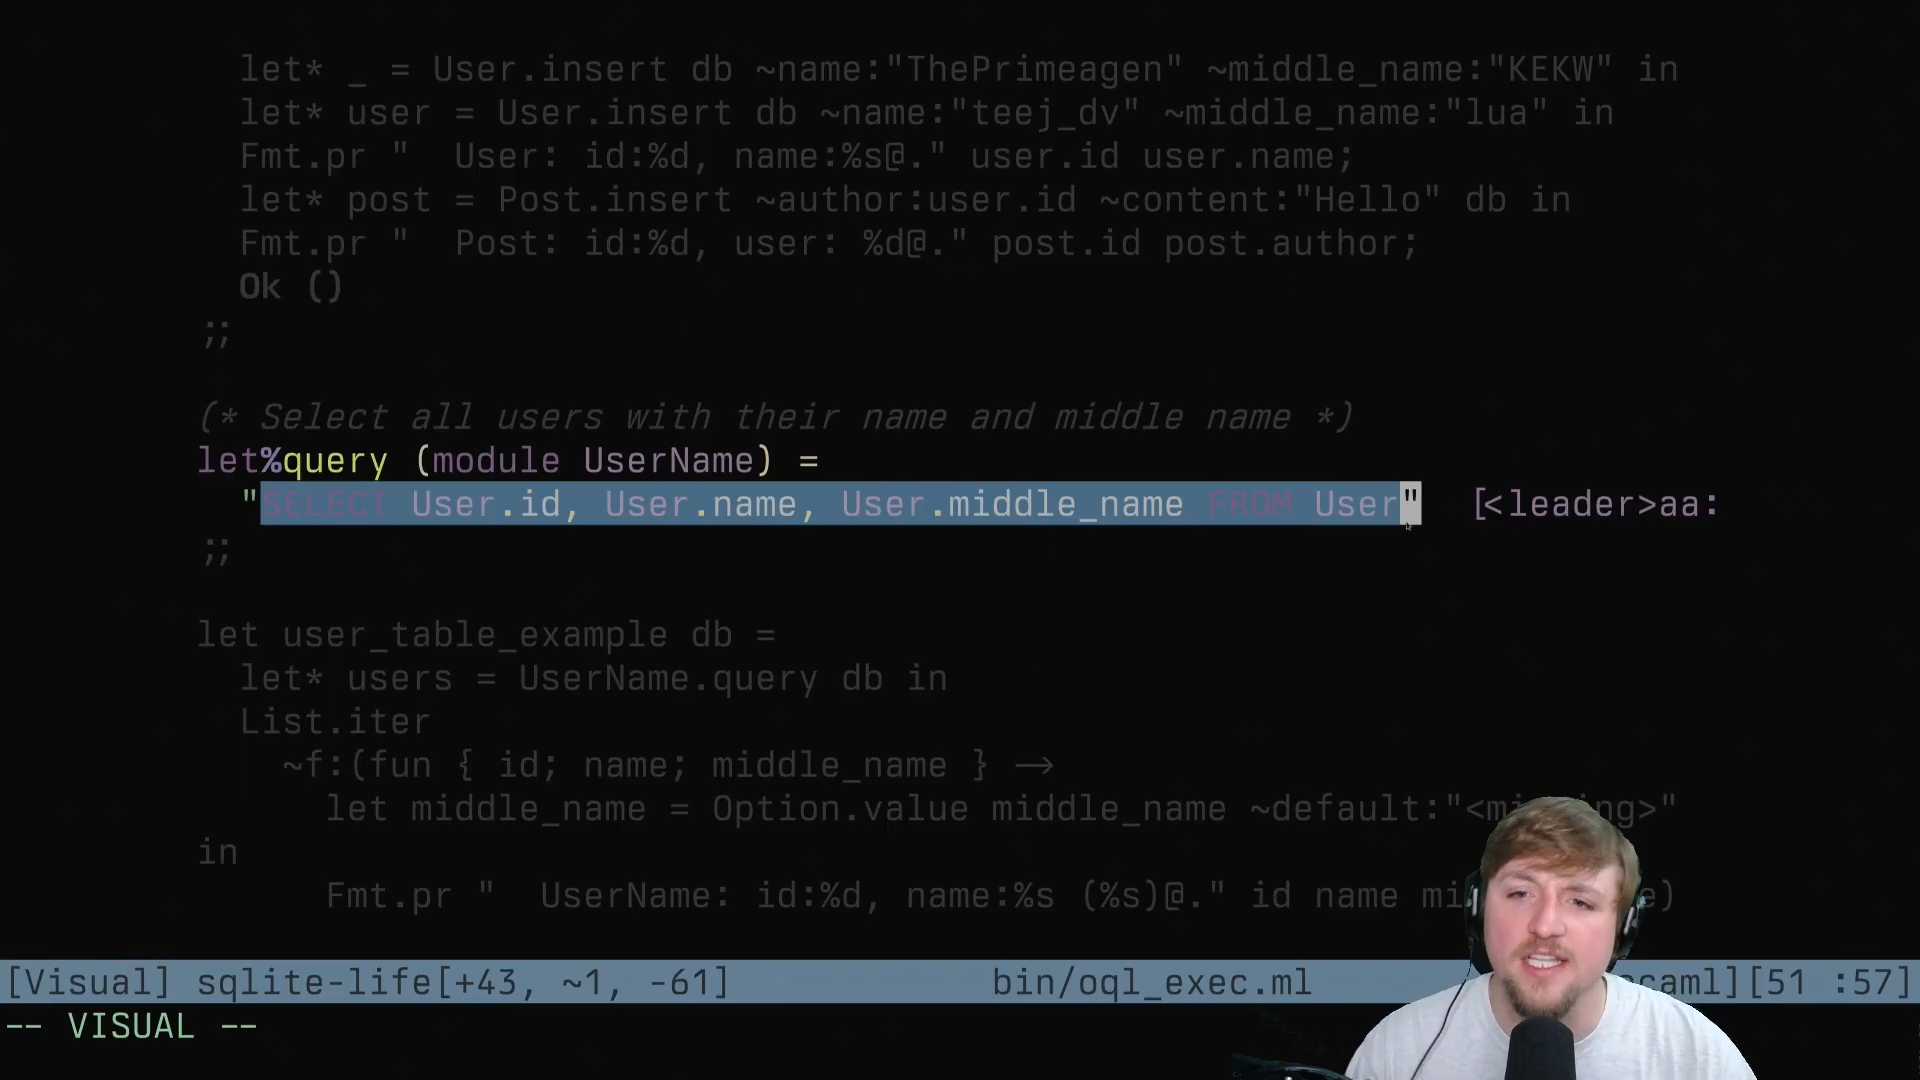 let* _ = User.insert db ~name:"ThePrimeagen" ~middle_name:"KEKW" in
let* user = User.insert db ~name:"teej_dv" ~middle_name:"lua" in
Fmt.pr "  User: id:%d, name:%s@." user.id user.name;
let* post = Post.insert ~author:user.id ~content:"Hello" db in
Fmt.pr "  Post: id:%d, user: %d@." post.id post.author;
Ok ()
;;
(* Select all users with their name and middle name *)
let%query (module UserName) =
"SELECT User.id, User.name, User.middle_name FROM User" [<leader>aa:
;;
let user_table_example db =
let* users = UserName.query db in
List.iter
~f:(fun { id; name; middle_name } ->
let middle_name = Option.value middle_name ~default:
in
Fmt.pr "  UserName: id:%d, name:%s (%s)@." id name
[Visual] sqlite-life[+43, ~1, -61] bin/oql_exec.ml [51 :57]
-- VISUAL --